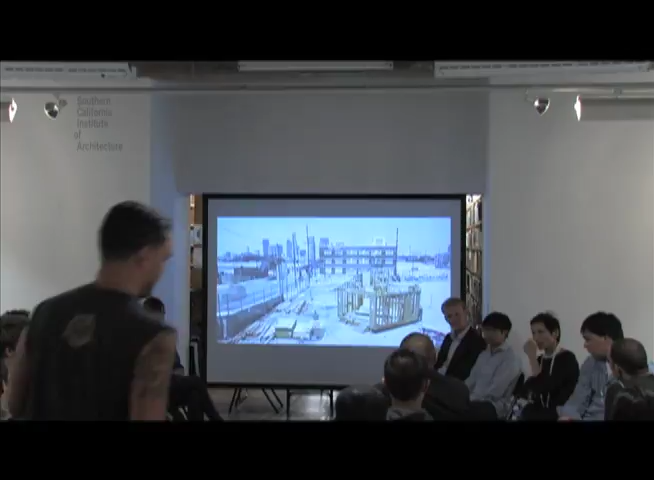 Southern
California
Institute
of
Architecture